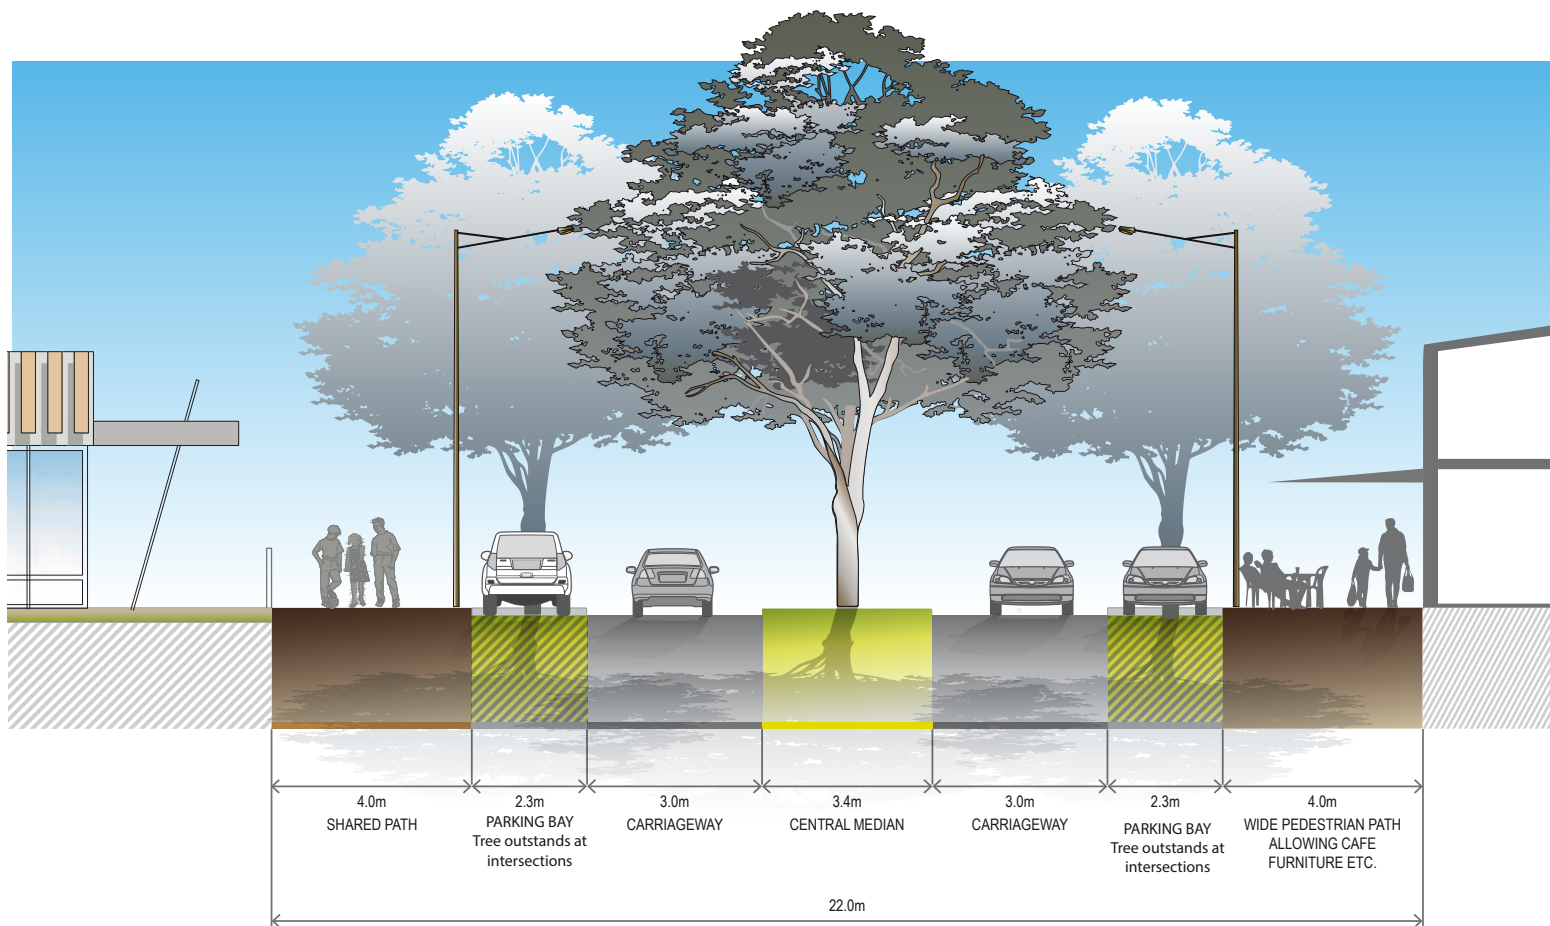 4.0m
SHARED PATH
2.3m
PARKING BAY
Tree outstands at
intersections
3.0m
CARRIAGEWAY
3.4m
CENTRAL MEDIAN
3.0m
CARRIAGEWAY
2.3m
PARKING BAY
Tree outstands at
intersections
4.0m
WIDE PEDESTRIAN PATH
ALLOWING CAFE
FURNITURE ETC.
22.0m